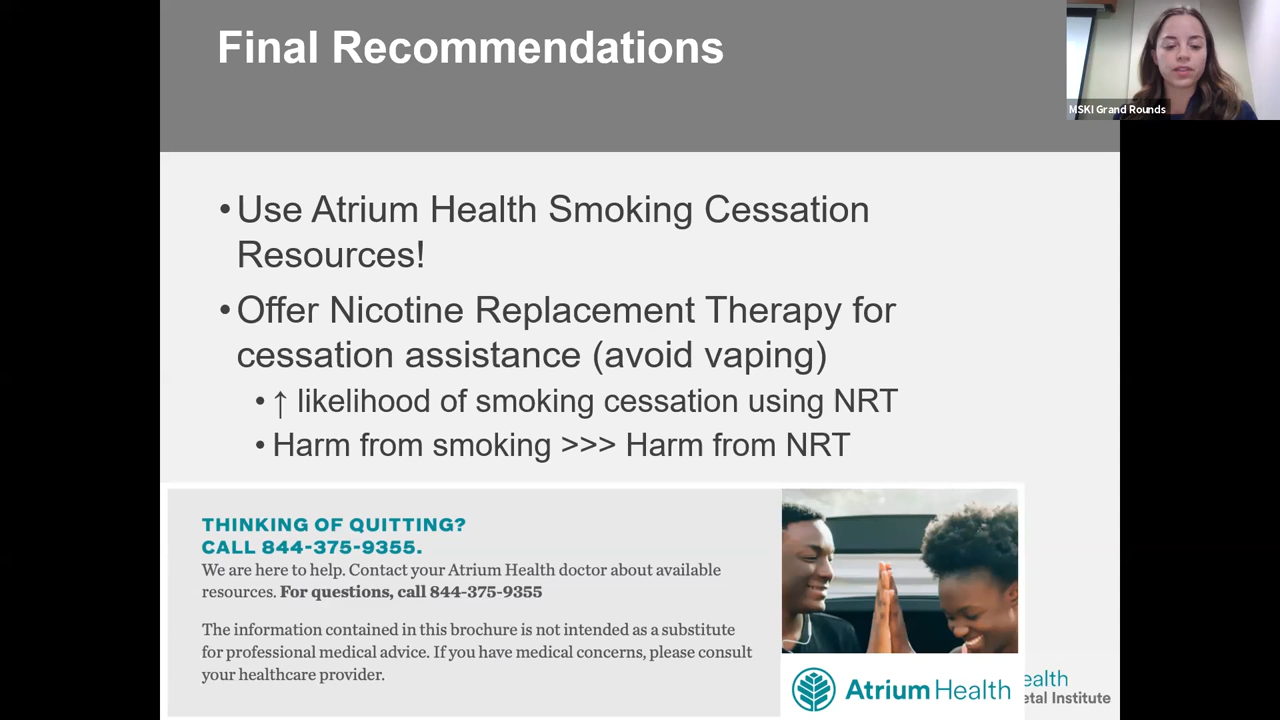 Final Recommendations
MSKI Grand Rounds
•Use Atrium Health Smoking Cessation
Resources!
•Offer Nicotine Replacement Therapy for
cessation assistance (avoid vaping)
•↑ likelihood of smoking cessation using NRT
•Harm from smoking >>> Harm from NRT
THINKING OF QUITTING?
CALL 844-375-9355.
We are here to help. Contact your Atrium Health doctor about available
resources. For questions, call 844-375-9355
The information contained in this brochure is not intended as a substitute
for professional medical advice. If you have medical concerns, please consult
your healthcare provider.
Atrium Health
ealth
etal Institute